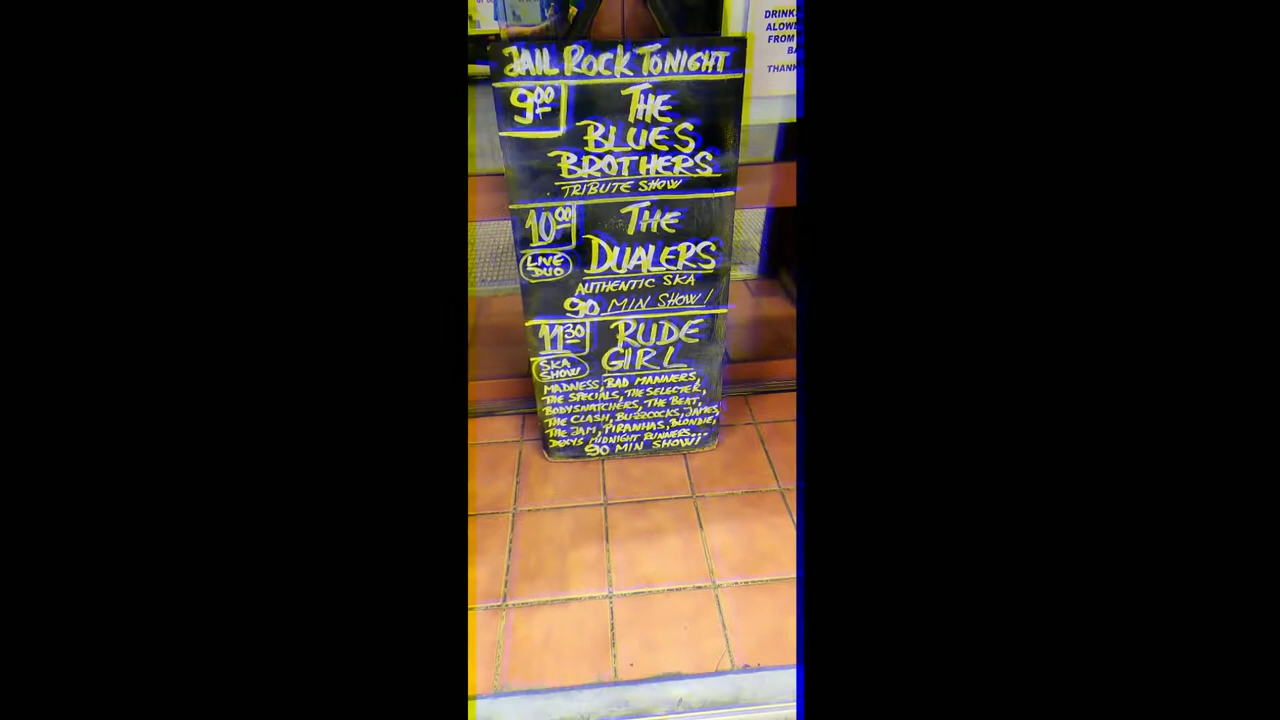 JAIL ROCK TONIGHT
9 00 THE
BLUES
BROTHERS
TRIBUTE SHOW
10 00 THE
LIVE DUO DUALERS
AUTHENTIC SKA
90 MIN SHOW!
11 30 RUDE
SKA SHOW GIRL
MADNESS, BAD MANNERS,
THE SPECIALS, THE SELECTER,
BODYSNATCHERS, THE BEAT,
THE CLASH, BUZZCOCKS, JAMES,
THE JAM, PIRANHAS, BLONDIE,
DEXYS MIDNIGHT RUNNERS...
90 MIN SHOW!
DRINK
ALOWE
FROM
BA
THANK